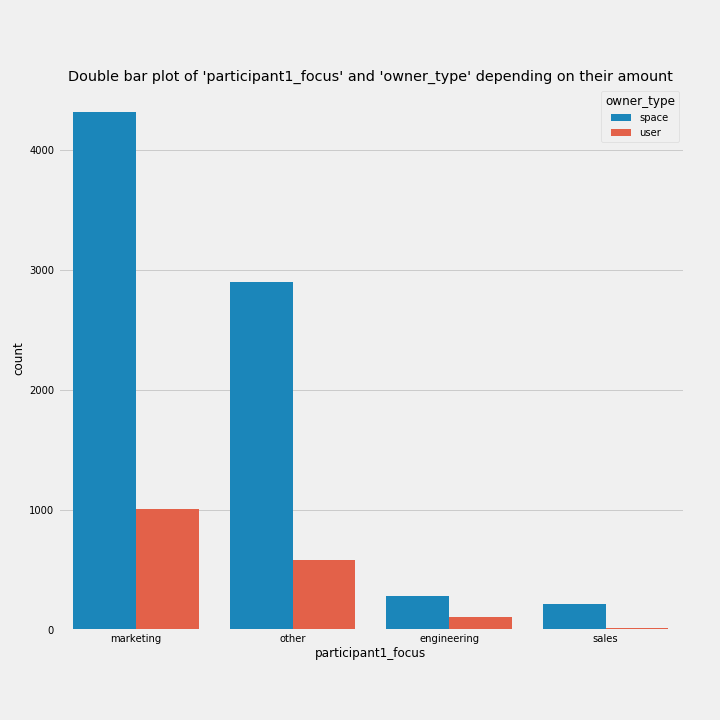 Double bar plot of 'participant1_focus' and 'owner_type' depending on their amount
owner_type
space
user
4000
3000
2000
1000
0
count
marketing
other
engineering
sales
participant1_focus